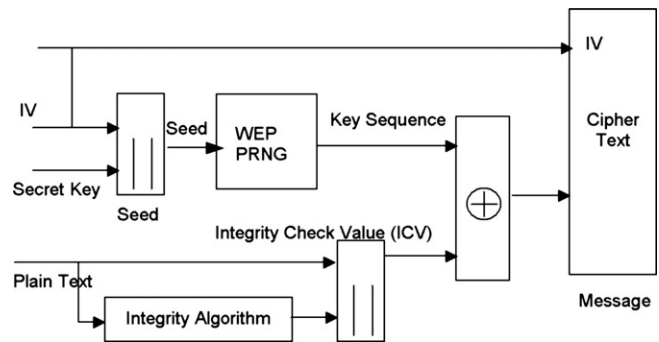 IV
IV
Cipher
Text
Seed
WEP
PRNG
Key Sequence
Secret Key
Seed
Integrity Check Value (ICV)
Plain Text
Integrity Algorithm
Message